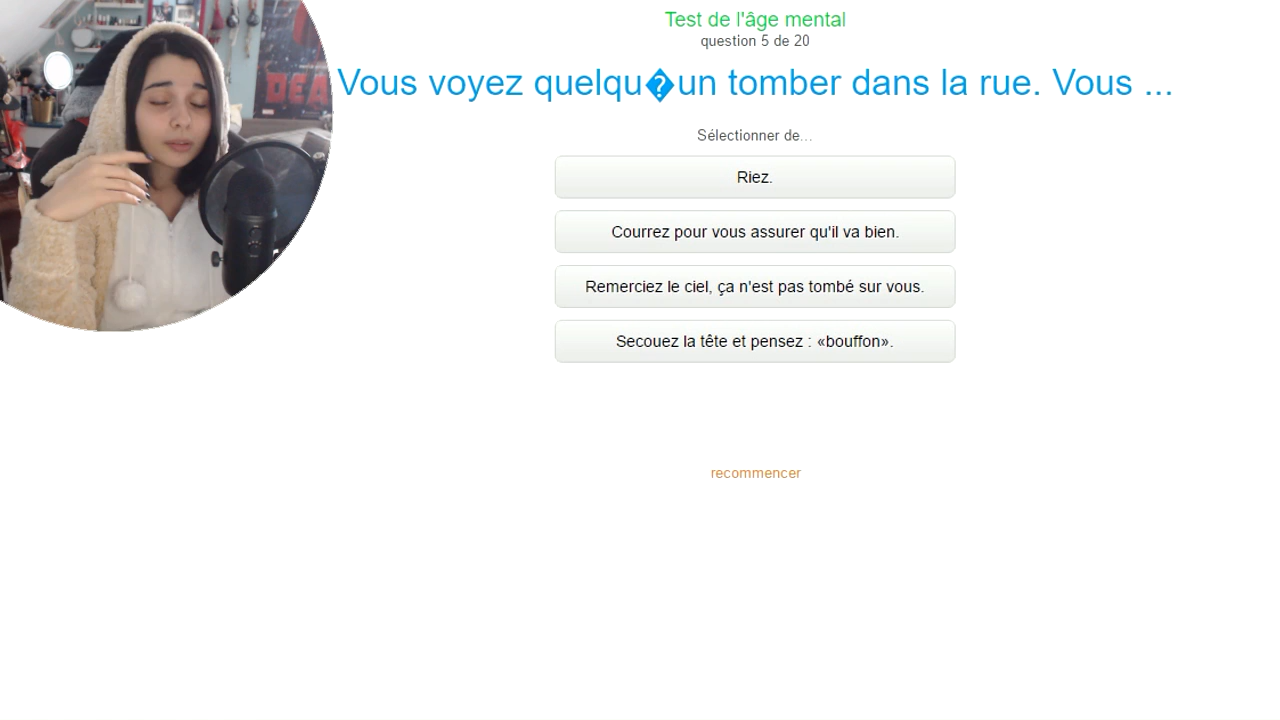 Test de l'âge mental
question 5 de 20
Vous voyez quelqu�un tomber dans la rue. Vous ...
Sélectionner de...
Riez.
Courrez pour vous assurer qu'il va bien.
Remerciez le ciel, ça n'est pas tombé sur vous.
Secouez la tête et pensez : «bouffon».
recommencer
DEA